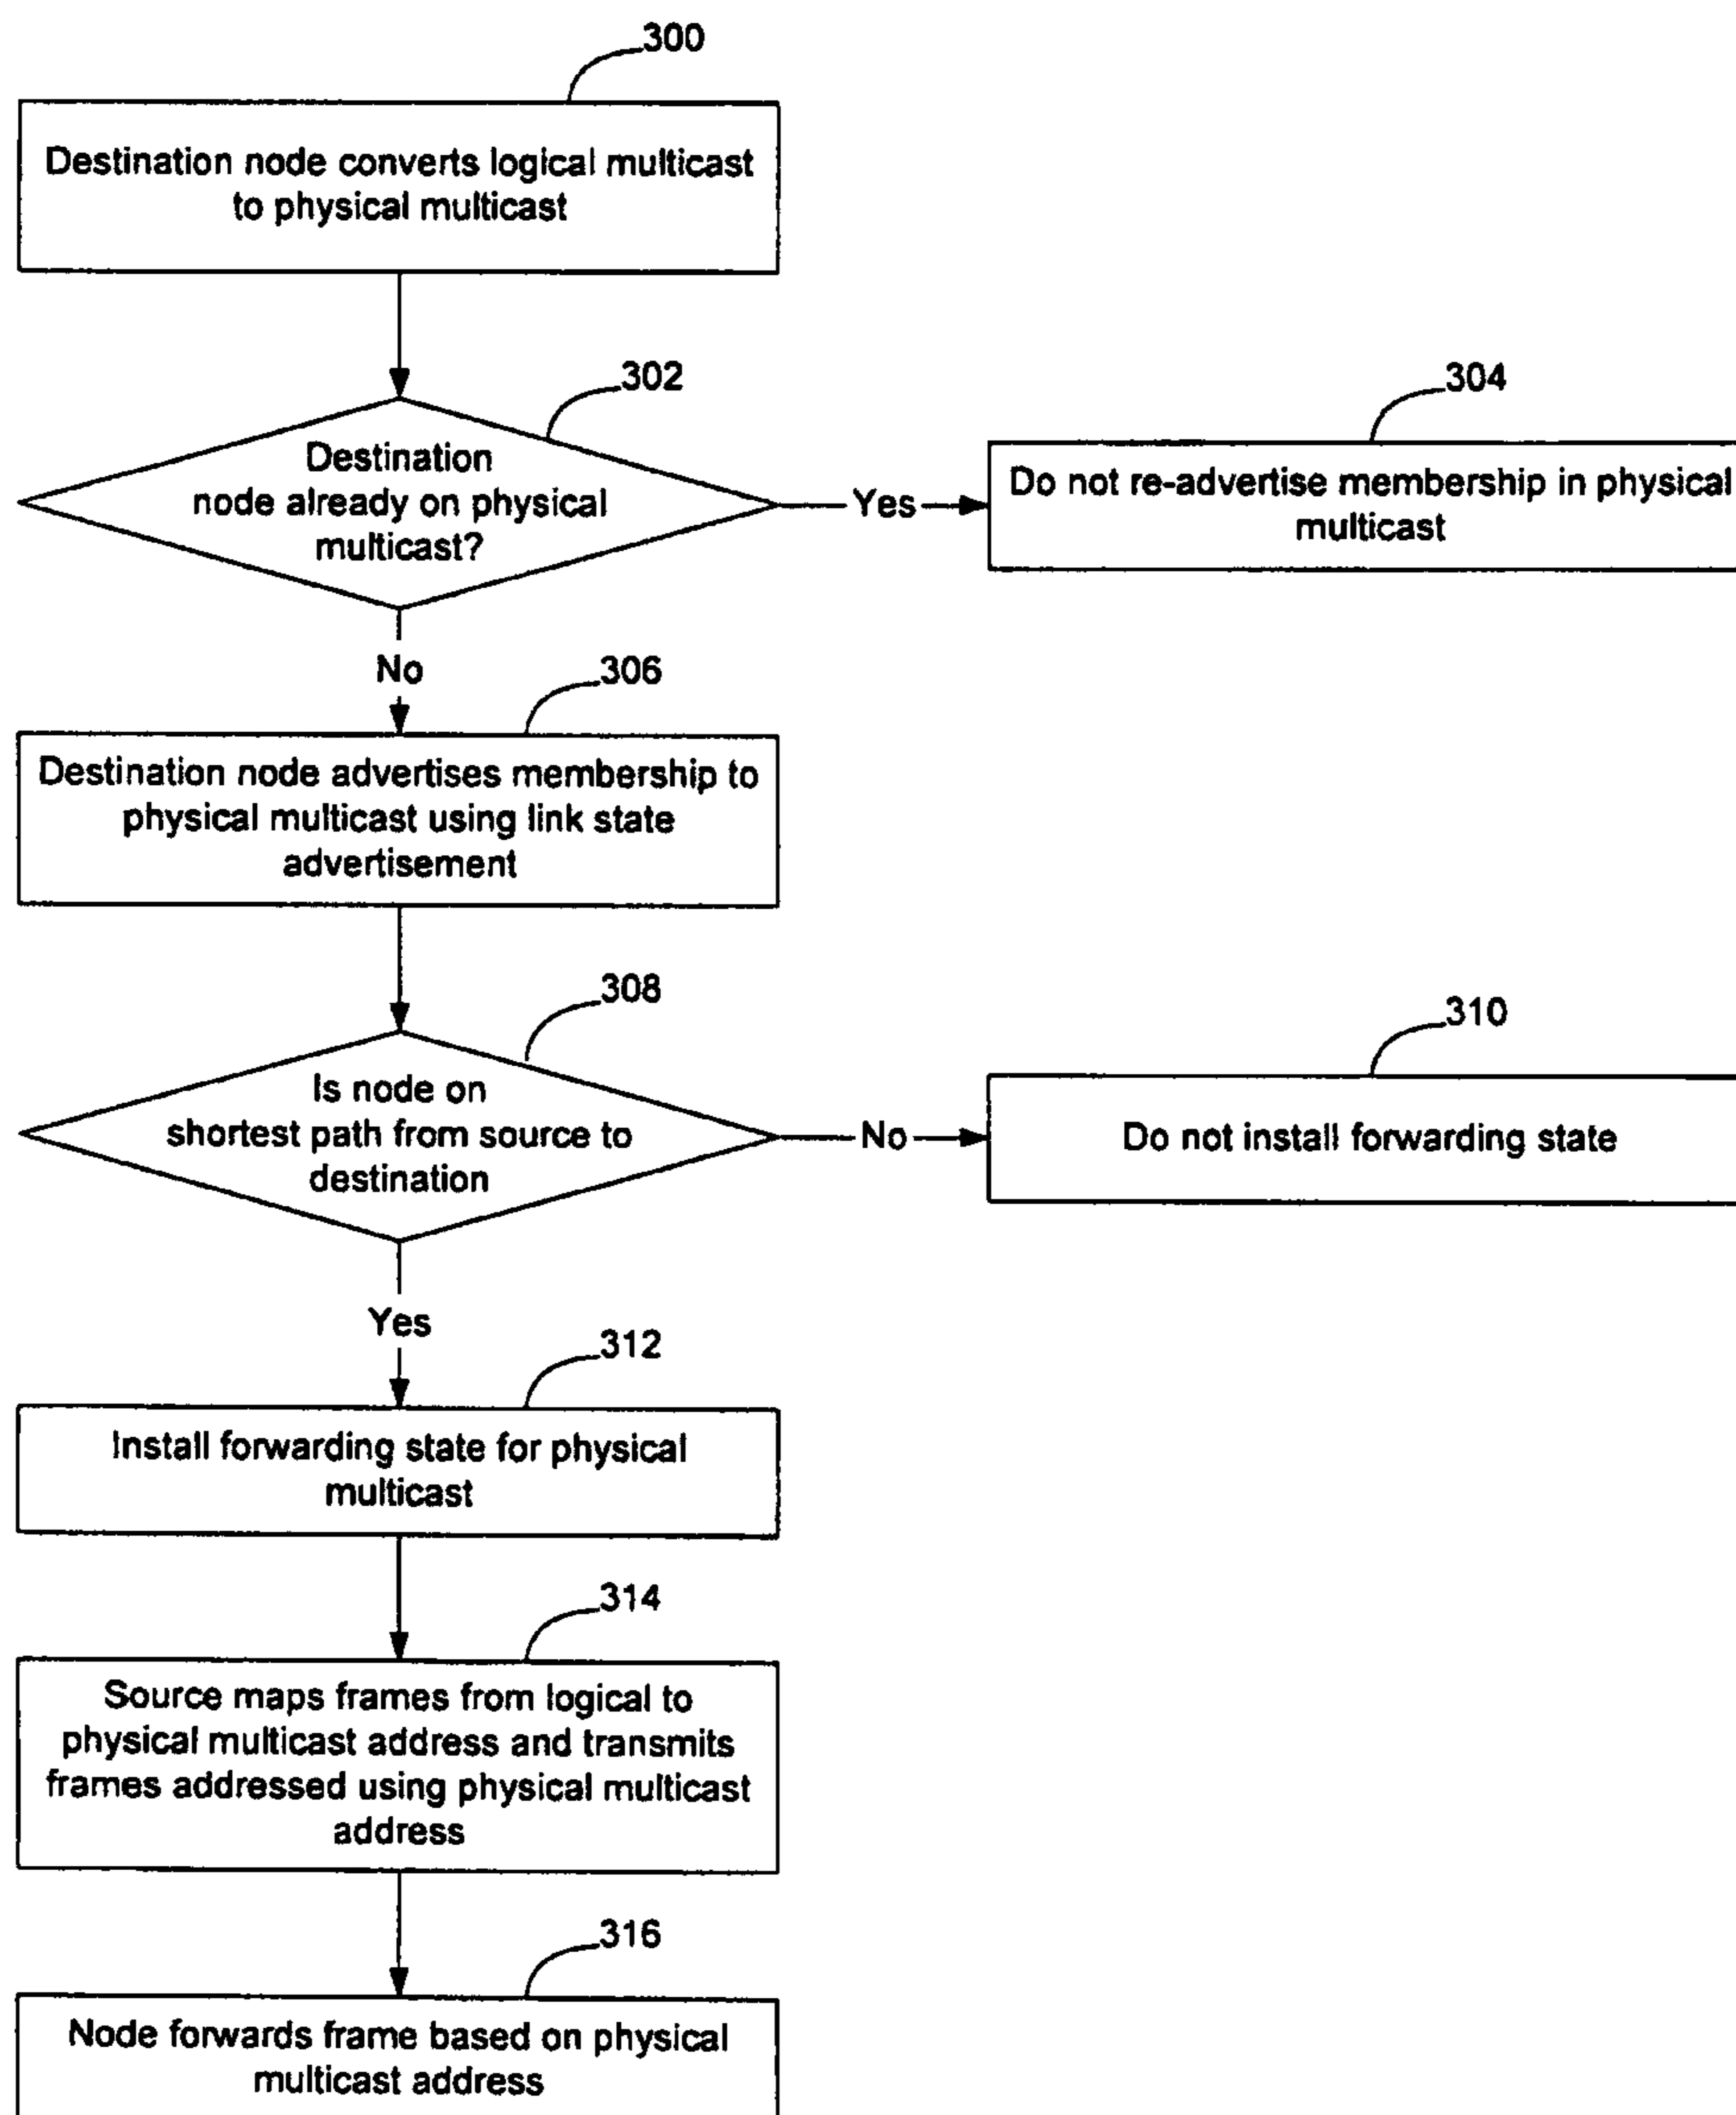 300
Destination node converts logical multicast
to physical multicast
302
Destination
node already on physical
multicast?
Yes
304
Do not re-advertise membership in physical
multicast
No
306
Destination node advertises membership to
physical multicast using link state
advertisement
308
Is node on
shortest path from source to
destination
No
310
Do not install forwarding state
Yes
312
Install forwarding state for physical
multicast
314
Source maps frames from logical to
physical multicast address and transmits
frames addressed using physical multicast
address
316
Node forwards frame based on physical
multicast address